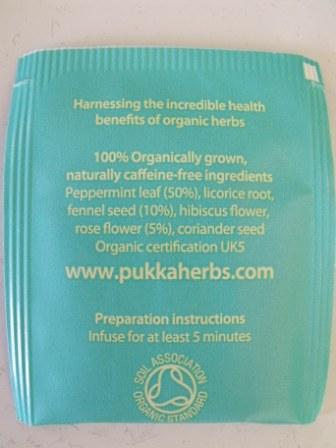 Harnessing the incredible health
benefits of organic herbs
100% Organically grown,
naturally caffeine-free ingredients
Peppermint leaf (50%), licorice root,
fennel seed (10%), hibiscus flower,
rose flower (5%), coriander seed
Organic certification UK5
www.pukkaherbs.com
Preparation instructions
Infuse for at least 5 minutes
SOIL ASSOCIATION
ORGANIC STANDARD